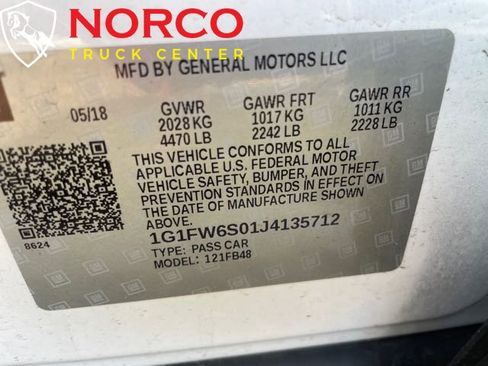 NORCO
TRUCK CENTER
MFD BY GENERAL MOTORS LLC
05/18 GVWR GAWR FRT GAWR RR
2028 KG 1017 KG 1011 KG
4470 LB 2242 LB 2228 LB
THIS VEHICLE CONFORMS TO ALL
APPLICABLE U.S. FEDERAL MOTOR
VEHICLE SAFETY, BUMPER, AND THEFT
PREVENTION STANDARDS IN EFFECT ON
THE DATE OF MANUFACTURE SHOWN
ABOVE.
1G1FW6S01J4135712
TYPE: PASS CAR
MODEL: 121FB48
8624